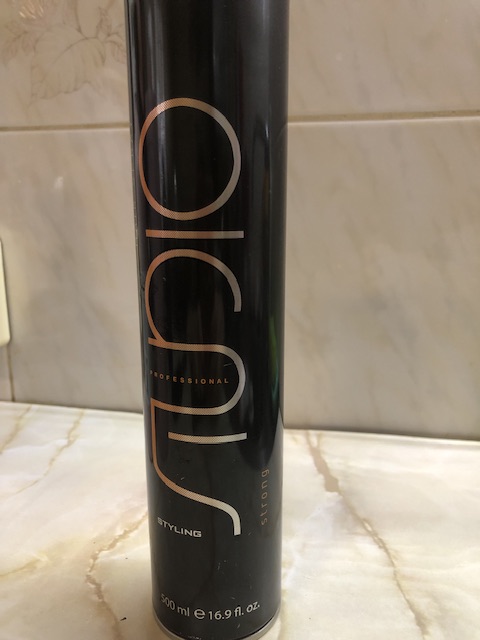 STUDIO
PROFESSIONAL
STYLING
strong
500 ml ℮ 16.9 fl. oz.